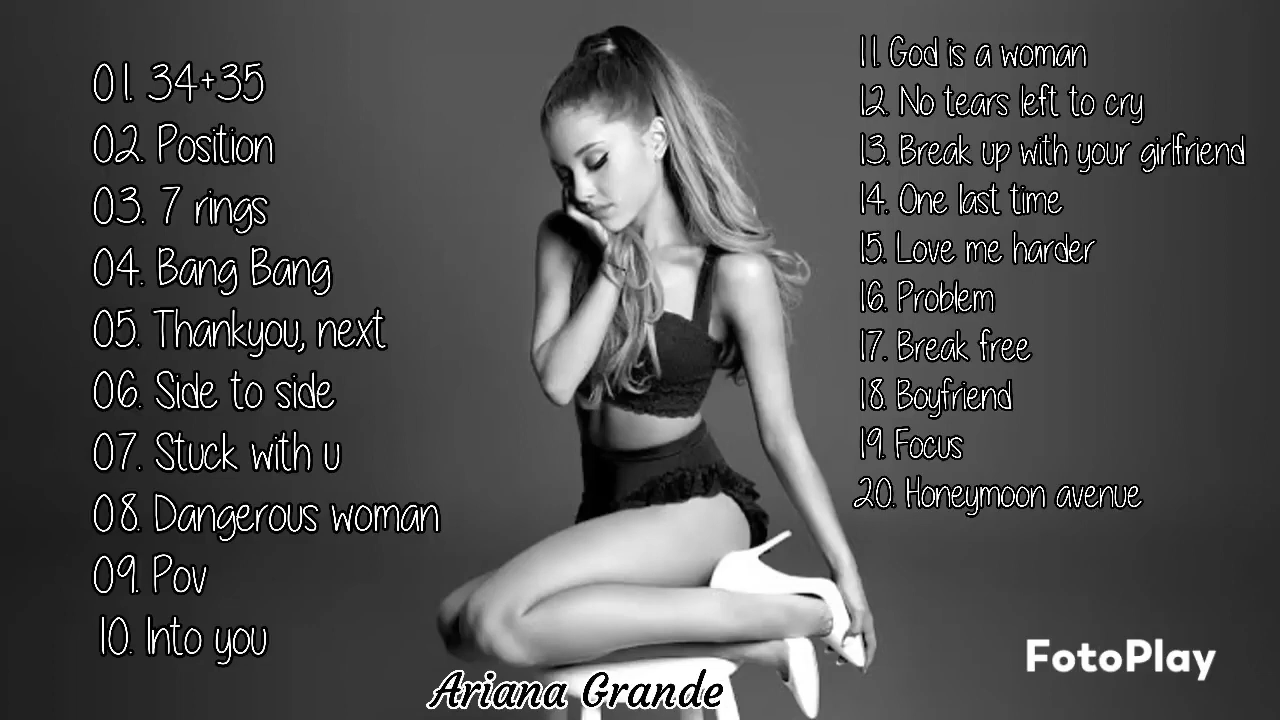 01. 34+35
02. Position
03. 7 rings
04. Bang Bang
05. Thankyou, next
06. Side to side
07. Stuck with u
08. Dangerous woman
09. Pov
10. Into you
11. God is a woman
12. No tears left to cry
13. Break up with your girlfriend
14. One last time
15. Love me harder
16. Problem
17. Break free
18. Boyfriend
19. Focus
20. Honeymoon avenue
Ariana Grande
FotoPlay